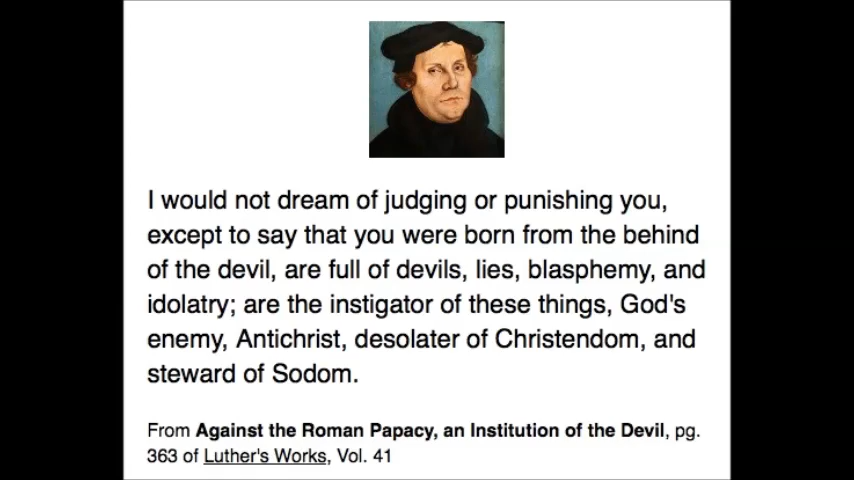 I would not dream of judging or punishing you,
except to say that you were born from the behind
of the devil, are full of devils, lies, blasphemy, and
idolatry; are the instigator of these things, God's
enemy, Antichrist, desolater of Christendom, and
steward of Sodom.
From Against the Roman Papacy, an Institution of the Devil, pg.
363 of Luther's Works, Vol. 41